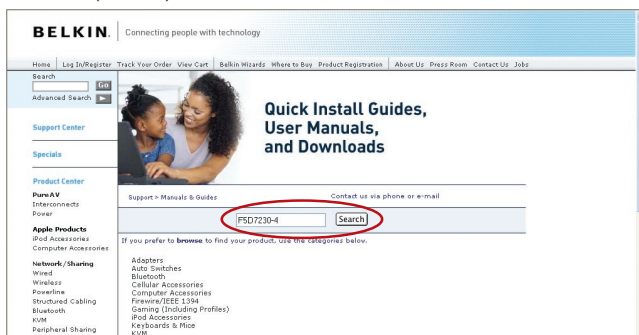 BELKIN.
Connecting people with technology
Home Log In/Register Track Your Order View Cart Belkin Wizards Where to Buy Product Registration About Us Press Room Contact Us Jobs
Search
Go
Advanced Search
Support Center
Specials
Product Center
PureAV
Interconnects
Power
Apple Products
iPod Accessories
Computer Accessories
Network/Sharing
Wired
Wireless
Powerline
Structured Cabling
Bluetooth
KVM
Peripheral Sharing
Quick Install Guides,
User Manuals,
and Downloads
Support > Manuals & Guides
Contact us via phone or e-mail
F5D7230-4
Search
If you prefer to browse to find your product, use the categories below.
Adapters
Auto Switches
Bluetooth
Cellular Accessories
Computer Accessories
Firewire/IEEE 1394
Gaming (Including Profiles)
iPod Accessories
Keyboards & Mice
KVM